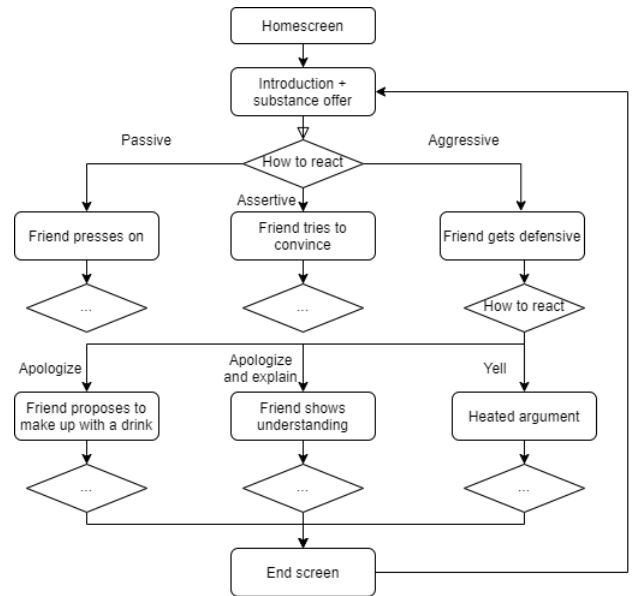 Homescreen
Introduction +
substance offer
Passive
How to react
Aggressive
Assertive
Friend presses on
Friend tries to
convince
Friend gets defensive
...
...
How to react
Apologize
Apologize
and explain
Yell
Friend proposes to
make up with a drink
Friend shows
understanding
Heated argument
...
...
...
End screen